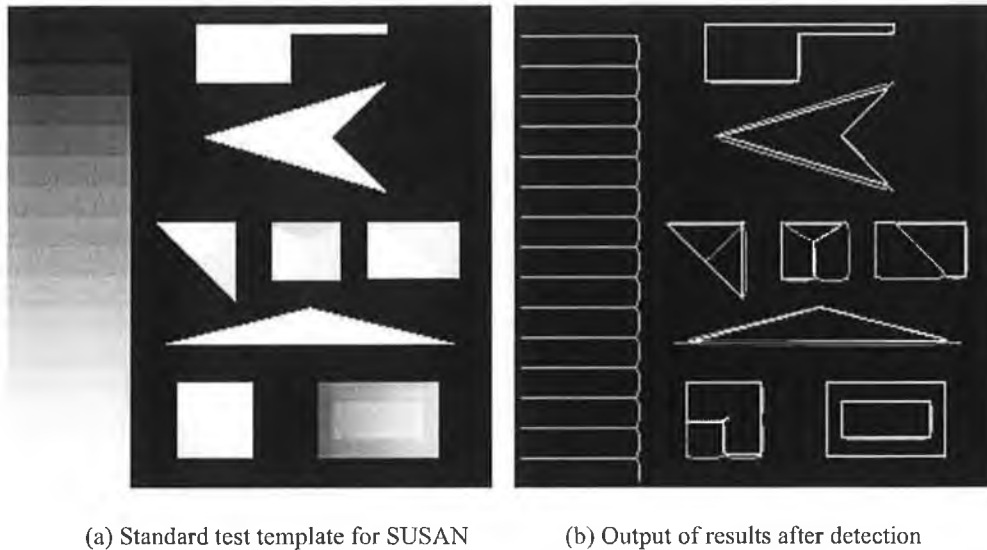 (a) Standard test template for SUSAN
(b) Output of results after detection